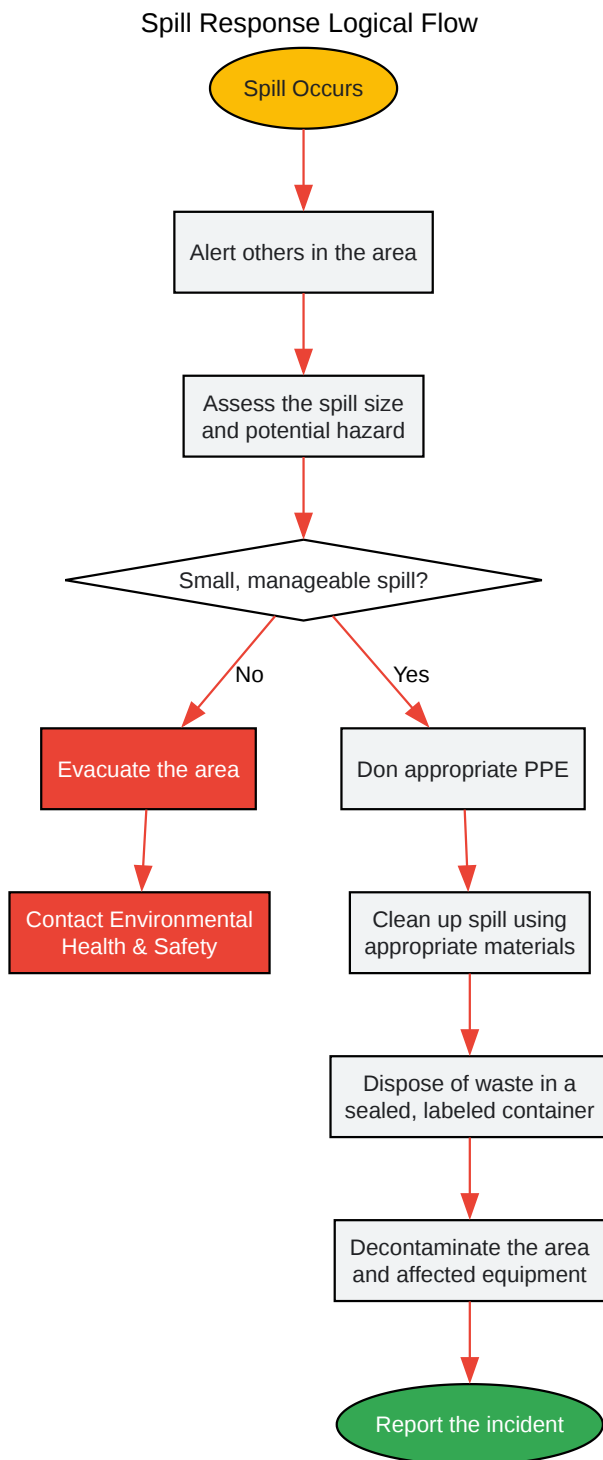 Spill Response Logical Flow
Spill Occurs
Alert others in the area
Assess the spill size
and potential hazard
Small, manageable spill?
No
Yes
Evacuate the area
Don appropriate PPE
Contact Environmental
Health & Safety
Clean up spill using
appropriate materials
Dispose of waste in a
sealed, labeled container
Decontaminate the area
and affected equipment
Report the incident